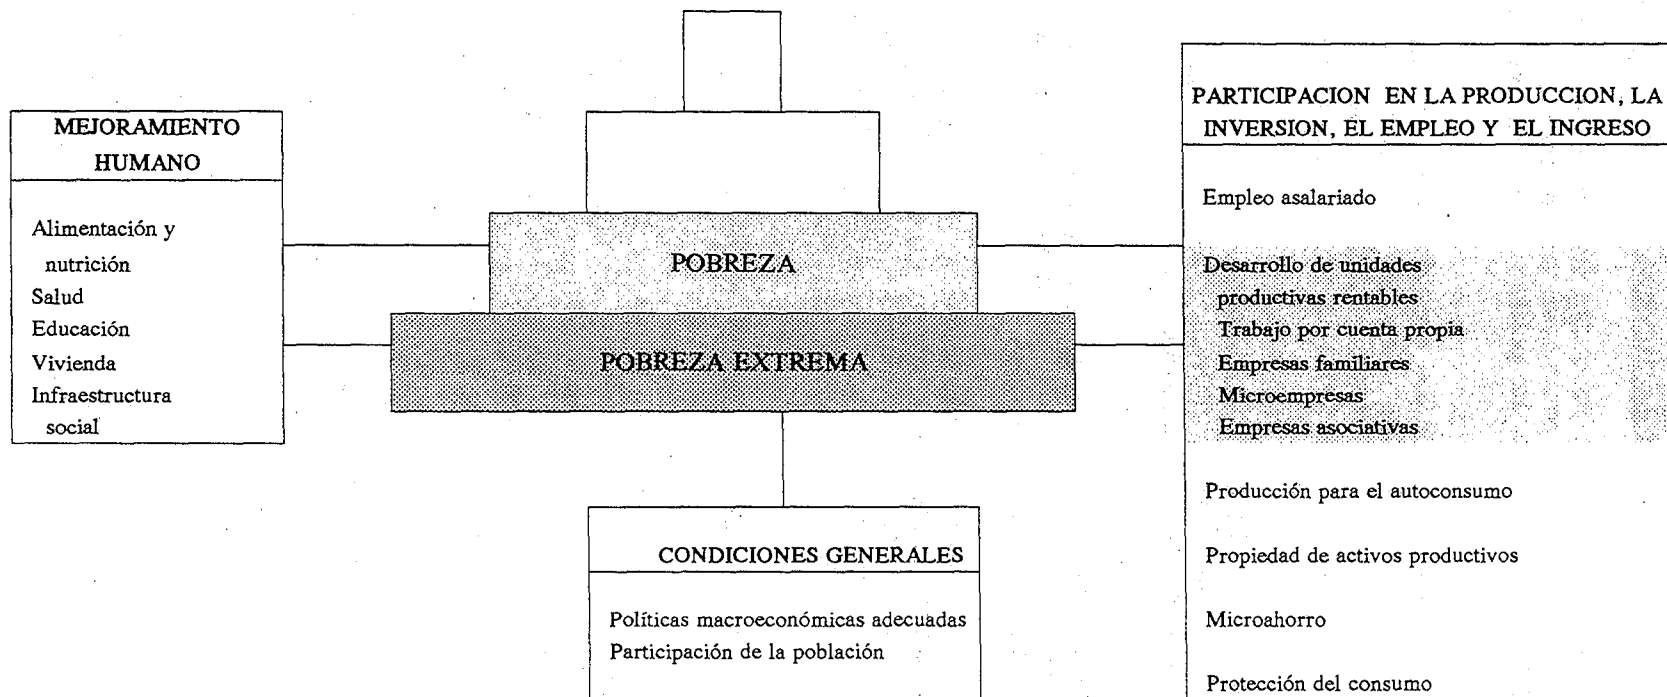 MEJORAMIENTO
HUMANO
Alimentación y
nutrición
Salud
Educación
Vivienda
Infraestructura
social
POBREZA
POBREZA EXTREMA
CONDICIONES GENERALES
Políticas macroeconómicas adecuadas
Participación de la población
PARTICIPACION EN LA PRODUCCION, LA
INVERSION, EL EMPLEO Y EL INGRESO
Empleo asalariado
Desarrollo de unidades
productivas rentables
Trabajo por cuenta propia
Empresas familiares
Microempresas
Empresas asociativas
Producción para el autoconsumo
Propiedad de activos productivos
Microahorro
Protección del consumo